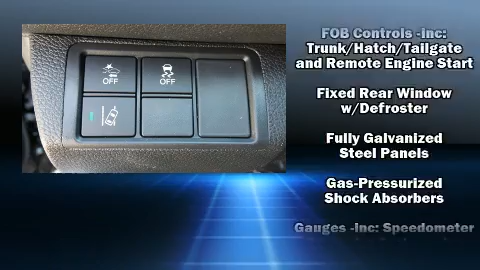 OFF
OFF
FOB Controls -inc:
Trunk/Hatch/Tailgate
and Remote Engine Start
Fixed Rear Window
w/Defroster
Fully Galvanized
Steel Panels
Gas-Pressurized
Shock Absorbers
Gauges -inc: Speedometer